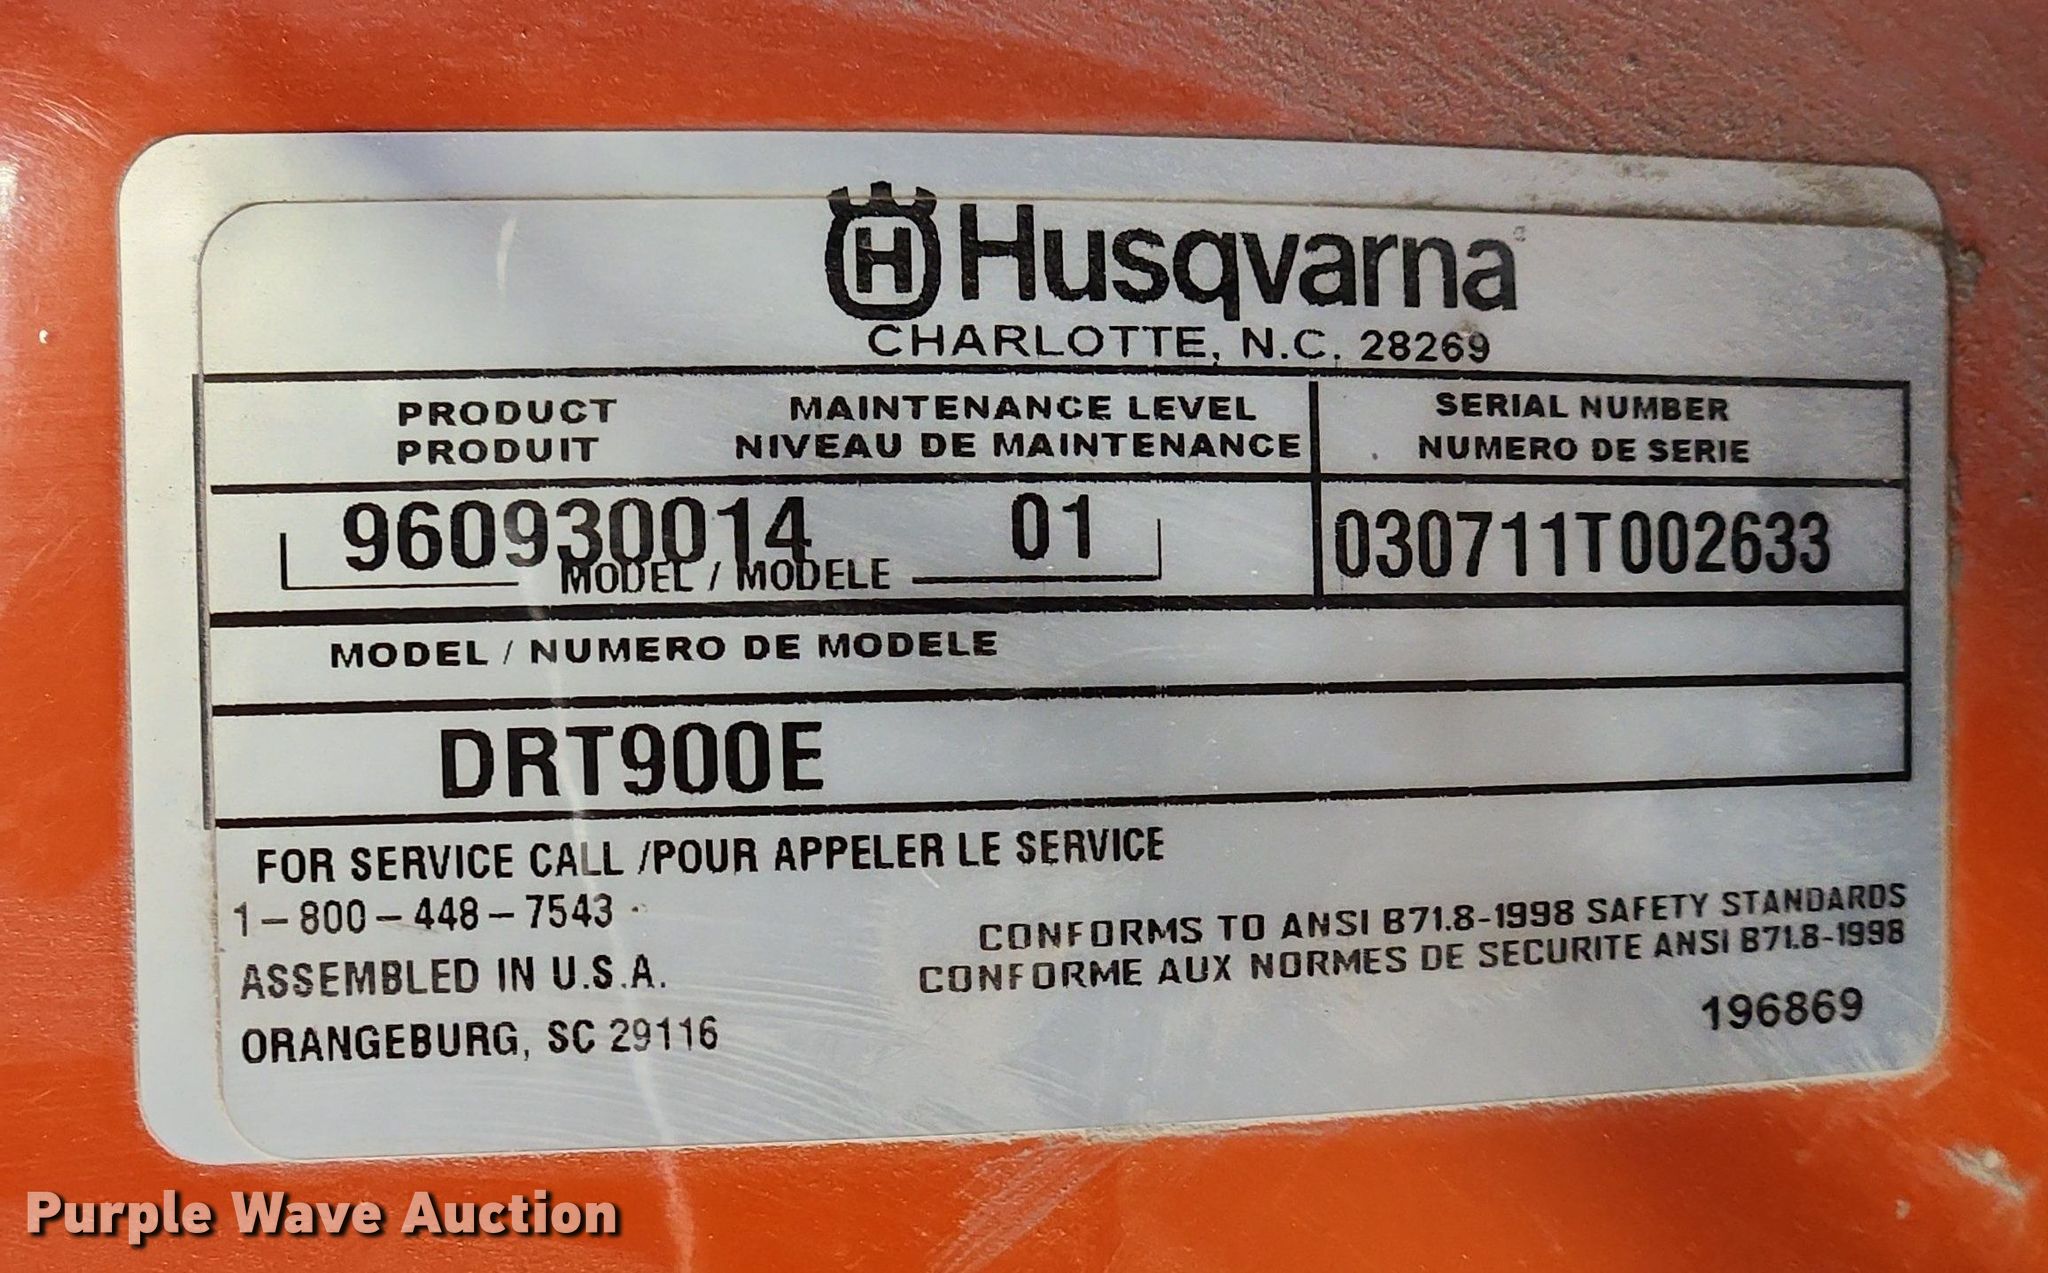 Husqvarna
CHARLOTTE, N.C. 28269
PRODUCT MAINTENANCE LEVEL SERIAL NUMBER
PRODUIT NIVEAU DE MAINTENANCE NUMERO DE SERIE
960930014 01 030711T002633
MODEL / MODELE
MODEL / NUMERO DE MODELE
DRT900E
FOR SERVICE CALL /POUR APPELER LE SERVICE
1-800-448-7543
CONFORMS TO ANSI B71.8-1998 SAFETY STANDARDS
CONFORME AUX NORMES DE SECURITE ANSI B71.8-1998
ASSEMBLED IN U.S.A.
ORANGEBURG, SC 29116
196869
Purple Wave Auction